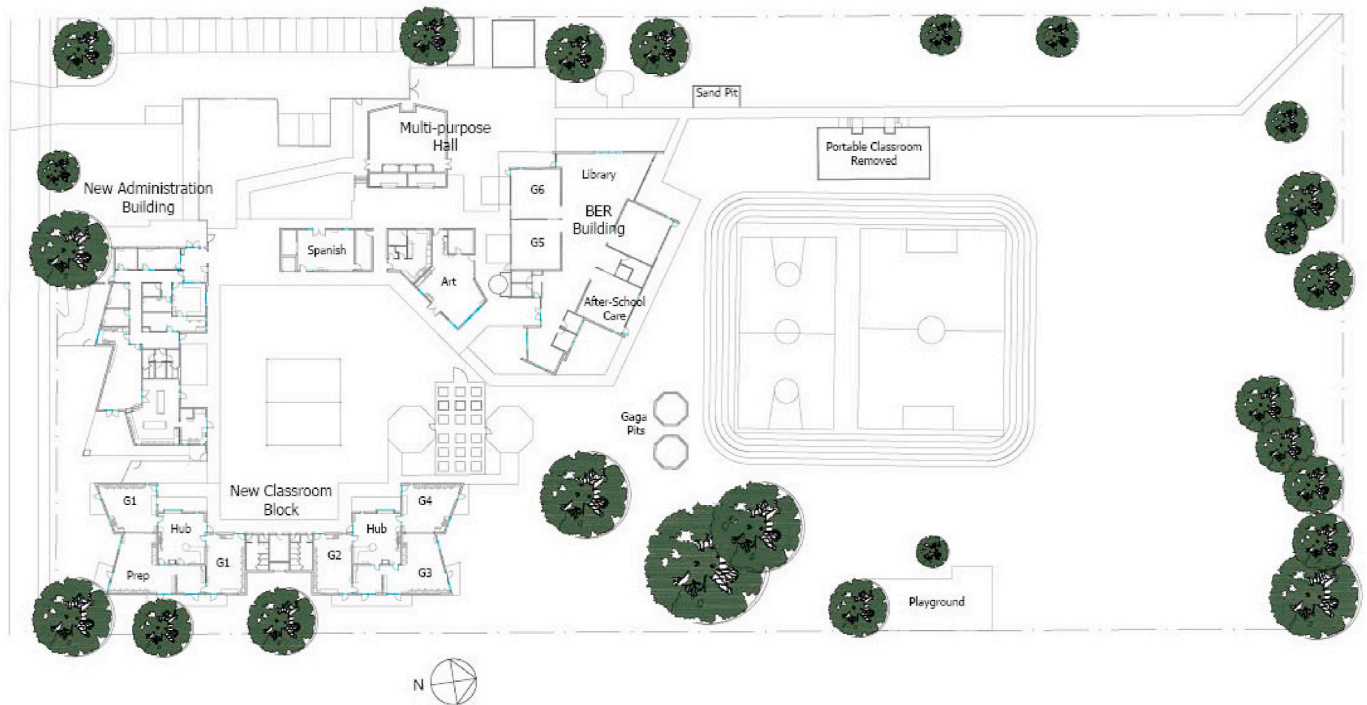 Sand Pit
Multi-purpose
Hall
Portable Classroom
Removed
New Administration
Building
Library
G6
BER
Building
G5
Spanish
Art
After-School
Care
Gaga
Pits
New Classroom
Block
G1
G4
Hub
Hub
G1
G2
Prep
G3
Playground
N